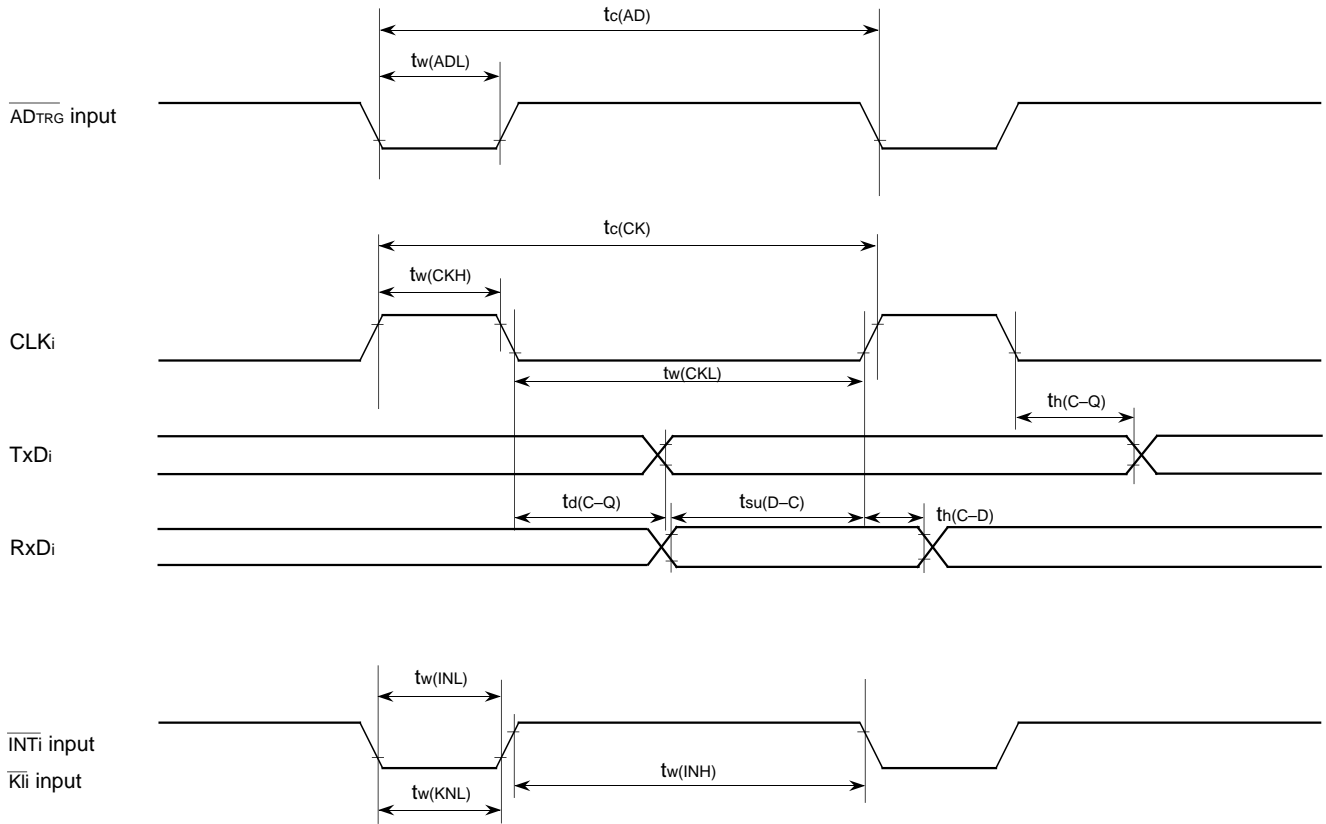 tc(AD)
tw(ADL)
ADTRG input
tc(CK)
tw(CKH)
CLKi
tw(CKL)
th(C–Q)
TxDi
td(C–Q)
tsu(D–C)
th(C–D)
RxDi
tw(INL)
INTi input
KIi input
tw(INH)
tw(KNL)